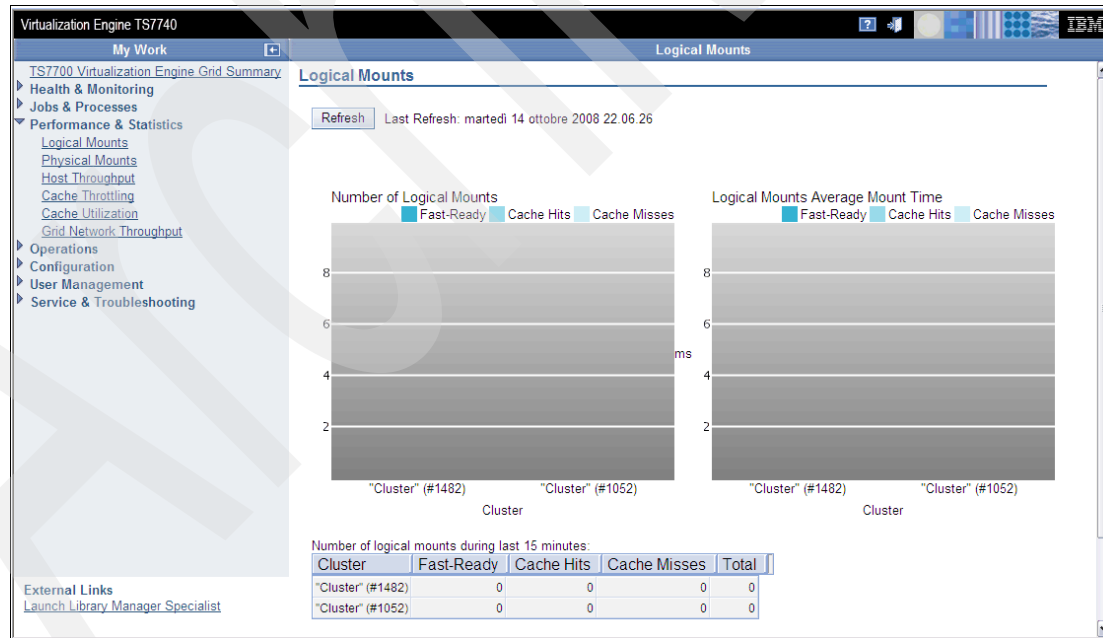 Virtualization Engine TS7740
IBM
My Work
Logical Mounts
TS7700 Virtualization Engine Grid Summary
Health & Monitoring
Jobs & Processes
Performance & Statistics
Logical Mounts
Physical Mounts
Host Throughput
Cache Throttling
Cache Utilization
Grid Network Throughput
Operations
Configuration
User Management
Service & Troubleshooting
External Links
Launch Library Manager Specialist
Logical Mounts
Refresh Last Refresh: martedì 14 ottobre 2008 22.06.26
Number of Logical Mounts
Fast-Ready Cache Hits Cache Misses
8
6
4
2
"Cluster" (#1482) "Cluster" (#1052)
Cluster
Logical Mounts Average Mount Time
Fast-Ready Cache Hits Cache Misses
8
6
ms
4
2
"Cluster" (#1482) "Cluster" (#1052)
Cluster
Number of logical mounts during last 15 minutes:
Cluster Fast-Ready Cache Hits Cache Misses Total
"Cluster" (#1482) 0 0 0 0
"Cluster" (#1052) 0 0 0 0